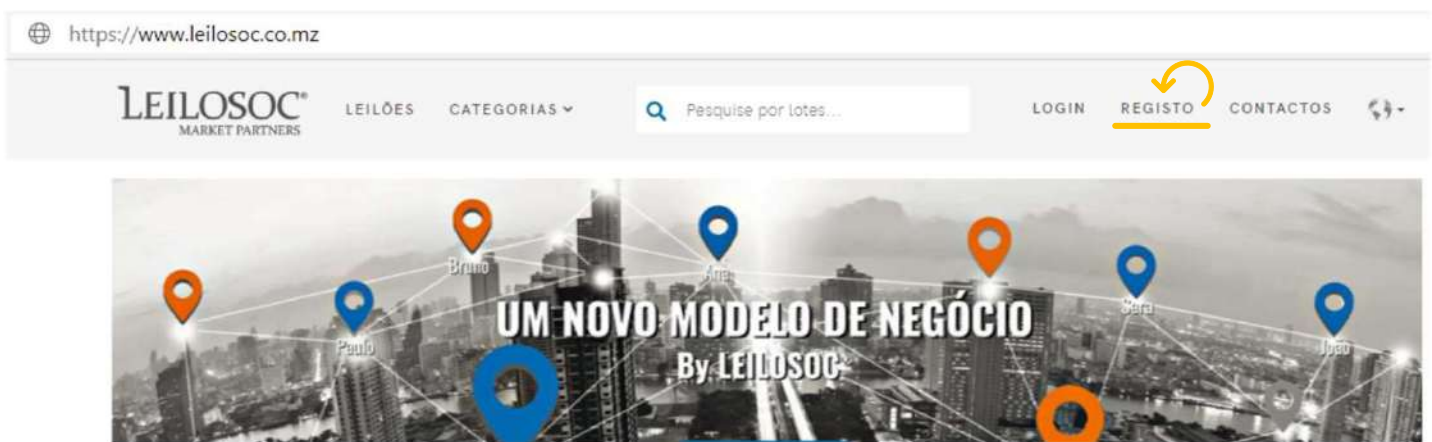 https://www.leilosoc.co.mz
LEILOSOC®
MARKET PARTNERS
LEILÕES
CATEGORIAS
Pesquise por lotes...
LOGIN
REGISTO
CONTACTOS
Bruno
Ana
Sara
Paulo
João
UM NOVO MODELO DE NEGÓCIO
By LEILOSOC®